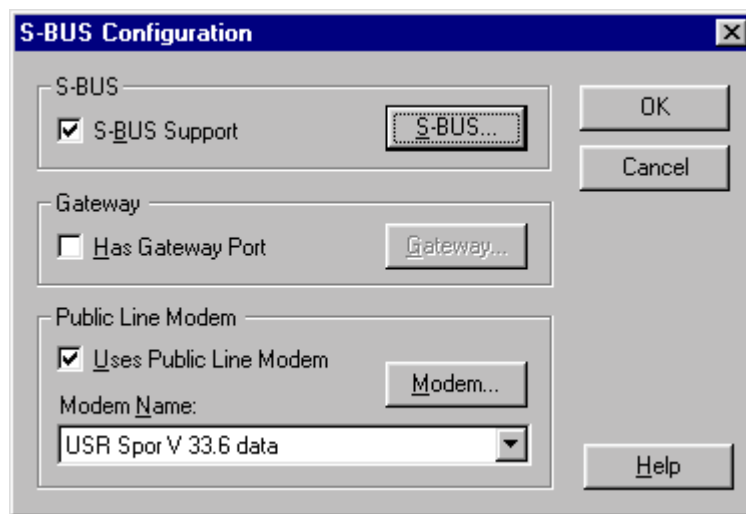 S-BUS Configuration
S-BUS
S-BUS Support
S-BUS...
OK
Cancel
Gateway
Has Gateway Port
Gateway...
Public Line Modem
Uses Public Line Modem
Modem...
Modem Name:
USR Spor V 33.6 data
Help